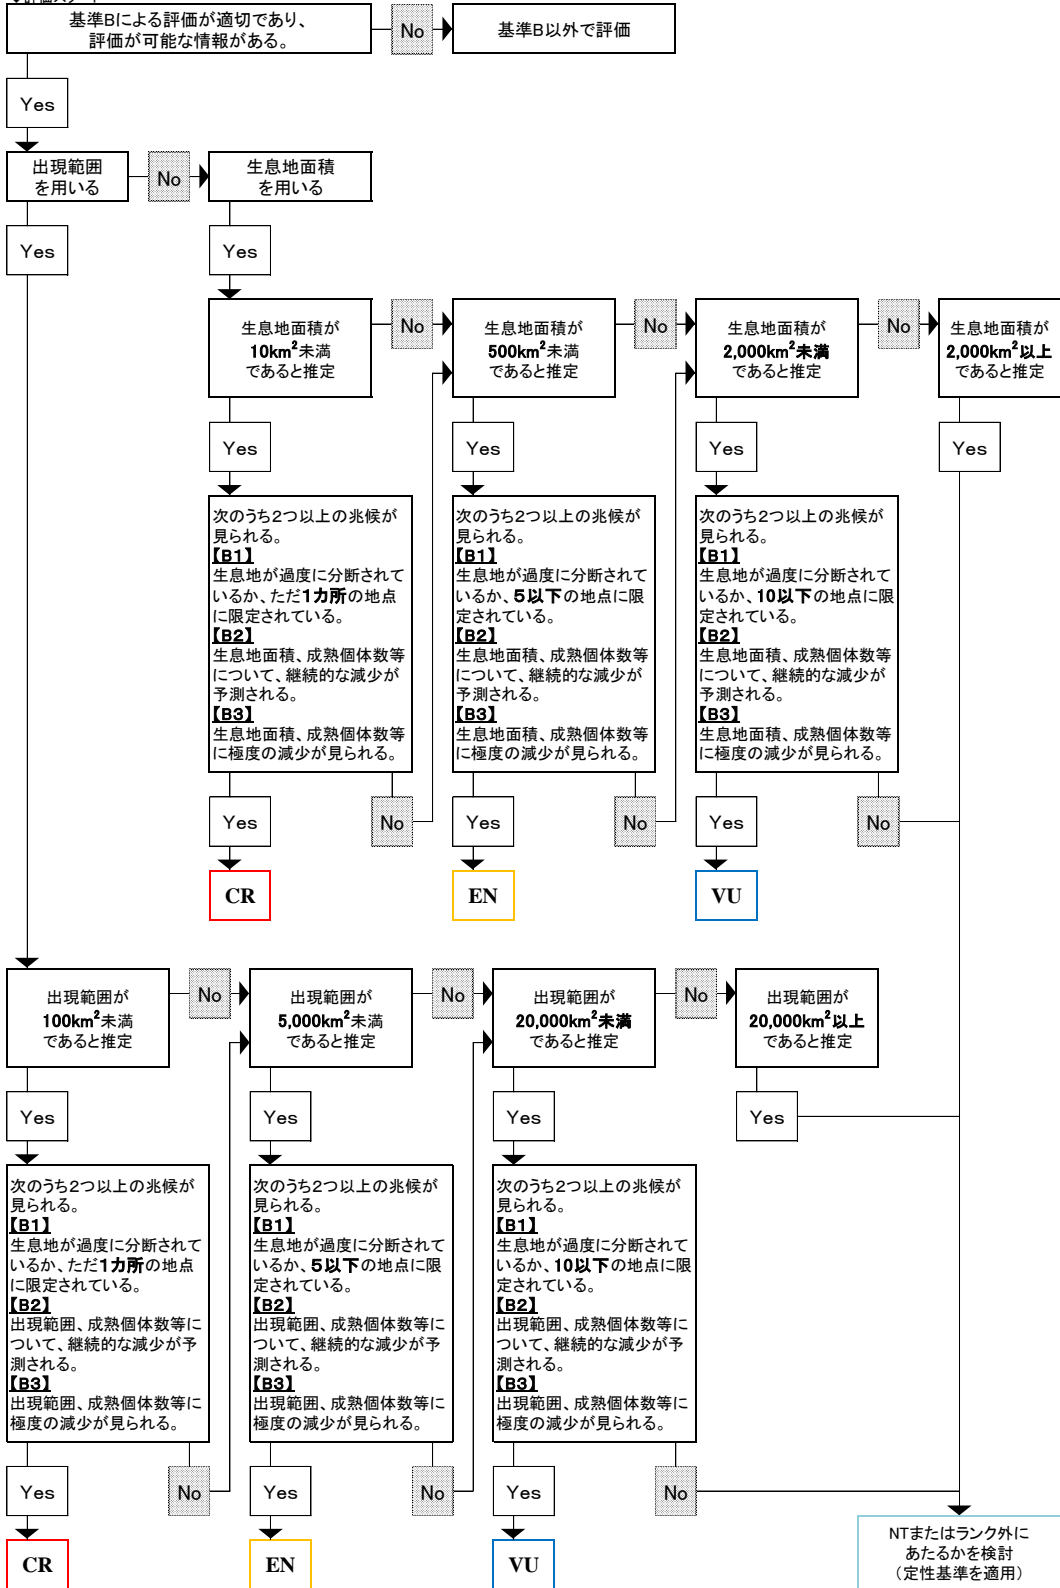 基準Bによる評価が適切であり、
評価が可能な情報がある。
No
基準B以外で評価
Yes
出現範囲
を用いる
No
生息地面積
を用いる
Yes
Yes
生息地面積が
10km²未満
であると推定
No
生息地面積が
500km²未満
であると推定
No
生息地面積が
2,000km²未満
であると推定
No
生息地面積が
2,000km²以上
であると推定
Yes
Yes
Yes
Yes
次のうち2つ以上の兆候が
見られる。
【B1】
生息地が過度に分断されて
いるか、ただ1カ所の地点
に限定されている。
【B2】
生息地面積、成熟個体数等
について、継続的な減少が
予測される。
【B3】
生息地面積、成熟個体数等
に極度の減少が見られる。
次のうち2つ以上の兆候が
見られる。
【B1】
生息地が過度に分断されて
いるか、5以下の地点に限
定されている。
【B2】
生息地面積、成熟個体数等
について、継続的な減少が
予測される。
【B3】
生息地面積、成熟個体数等
に極度の減少が見られる。
次のうち2つ以上の兆候が
見られる。
【B1】
生息地が過度に分断されて
いるか、10以下の地点に限
定されている。
【B2】
生息地面積、成熟個体数等
について、継続的な減少が
予測される。
【B3】
生息地面積、成熟個体数等
に極度の減少が見られる。
Yes
No
Yes
No
Yes
No
CR
EN
VU
出現範囲が
100km²未満
であると推定
No
出現範囲が
5,000km²未満
であると推定
No
出現範囲が
20,000km²未満
であると推定
No
出現範囲が
20,000km²以上
であると推定
Yes
Yes
Yes
Yes
次のうち2つ以上の兆候が
見られる。
【B1】
生息地が過度に分断されて
いるか、ただ1カ所の地点
に限定されている。
【B2】
出現範囲、成熟個体数等に
ついて、継続的な減少が予
測される。
【B3】
出現範囲、成熟個体数等に
極度の減少が見られる。
次のうち2つ以上の兆候が
見られる。
【B1】
生息地が過度に分断されて
いるか、5以下の地点に限
定されている。
【B2】
出現範囲、成熟個体数等に
ついて、継続的な減少が予
測される。
【B3】
出現範囲、成熟個体数等に
極度の減少が見られる。
次のうち2つ以上の兆候が
見られる。
【B1】
生息地が過度に分断されて
いるか、10以下の地点に限
定されている。
【B2】
出現範囲、成熟個体数等に
ついて、継続的な減少が予
測される。
【B3】
出現範囲、成熟個体数等に
極度の減少が見られる。
Yes
No
Yes
No
Yes
No
CR
EN
VU
NTまたはランク外に
あたるかを検討
(定性基準を適用)